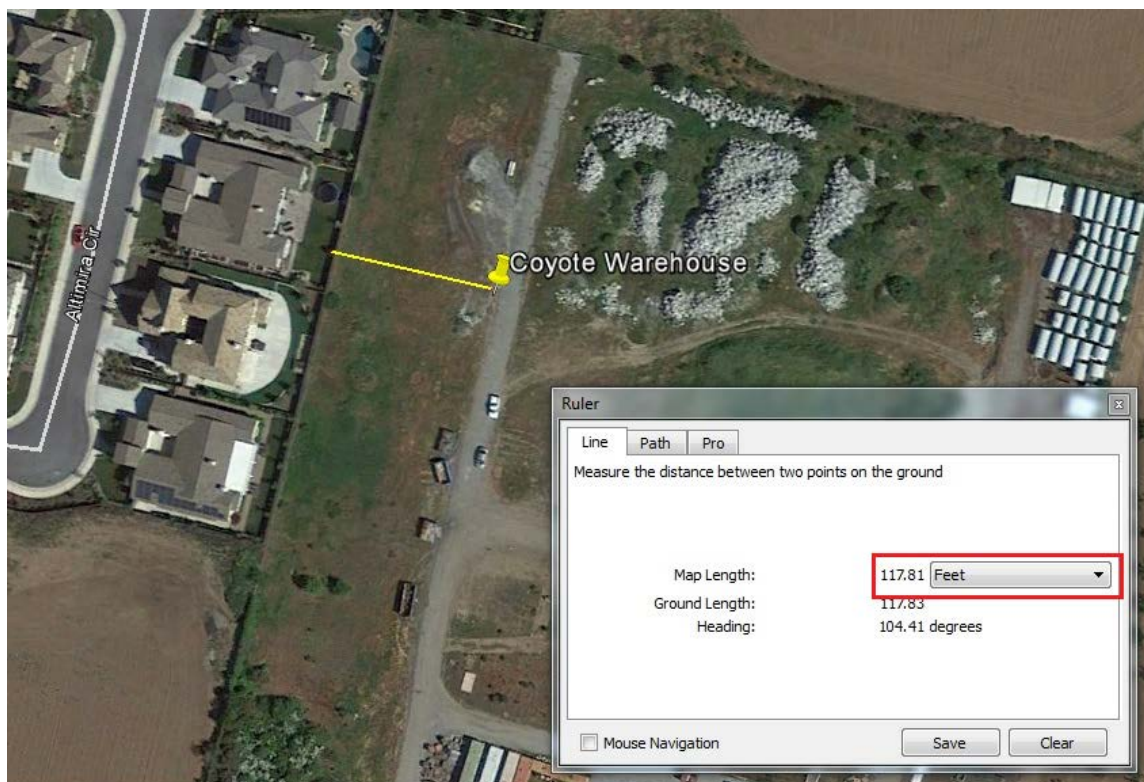 Coyote Warehouse
Altimira Cir
Ruler
Line Path Pro
Measure the distance between two points on the ground
Map Length: 117.81 Feet
Ground Length: 117.83
Heading: 104.41 degrees
Mouse Navigation Save Clear